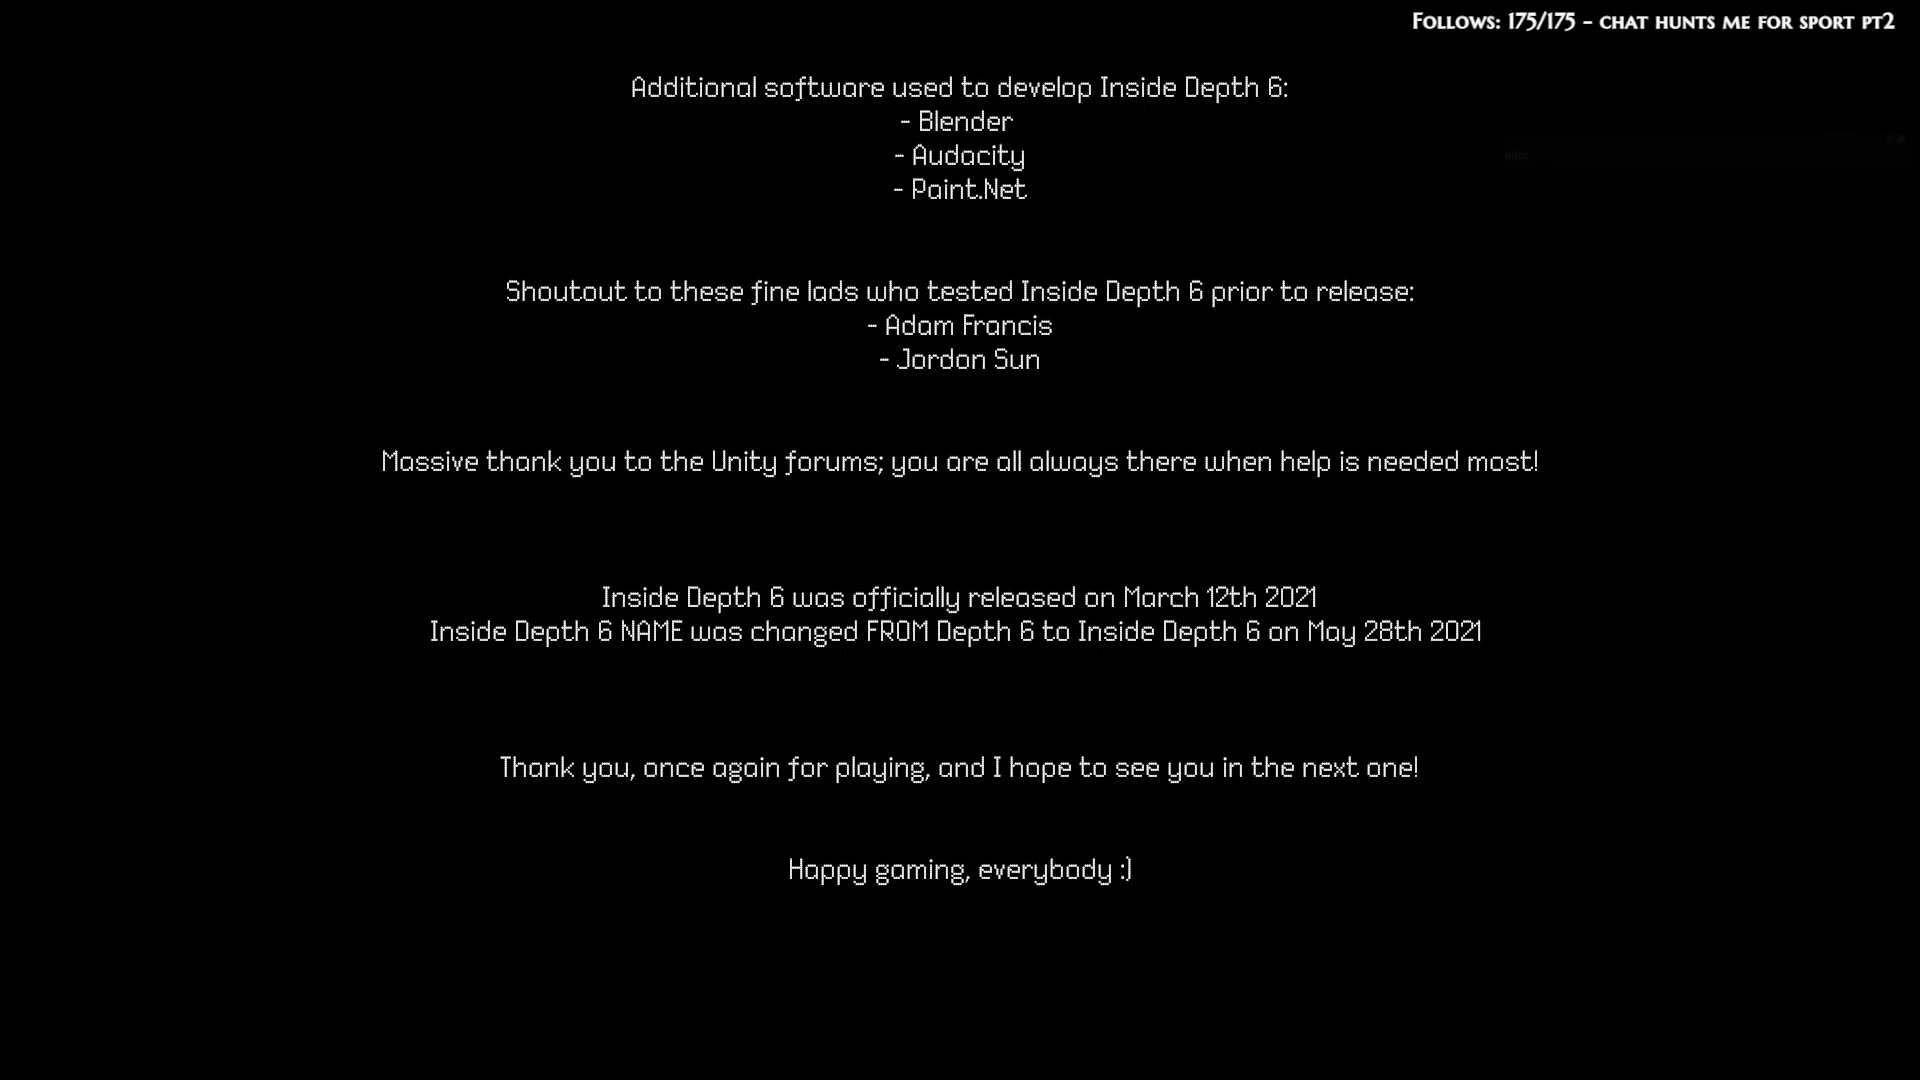 Follows: 175/175 - chat hunts me for sport pt2
Additional software used to develop Inside Depth 6:
- Blender
- Audacity
- Paint.Net
Shoutout to these fine lads who tested Inside Depth 6 prior to release:
- Adam Francis
- Jordon Sun
Massive thank you to the Unity forums; you are all always there when help is needed most!
Inside Depth 6 was officially released on March 12th 2021
Inside Depth 6 NAME was changed FROM Depth 6 to Inside Depth 6 on May 28th 2021
Thank you, once again for playing, and I hope to see you in the next one!
Happy gaming, everybody :)